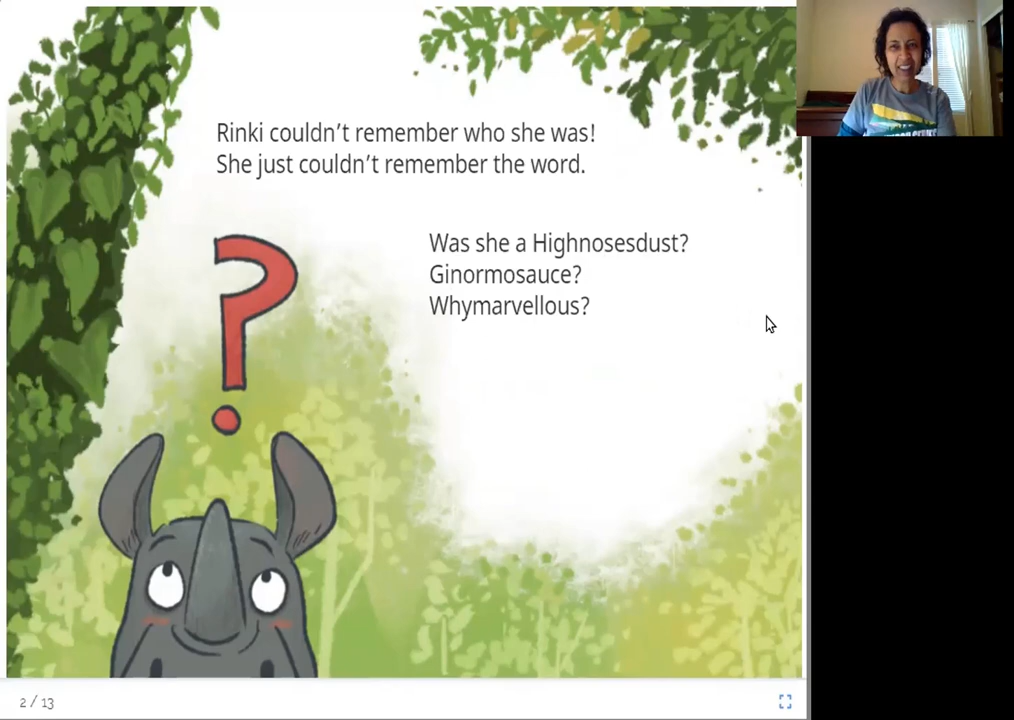 Rinki couldn’t remember who she was!
She just couldn’t remember the word.
Was she a Highnosesdust?
Ginormosauce?
Whymarvellous?
2 / 13